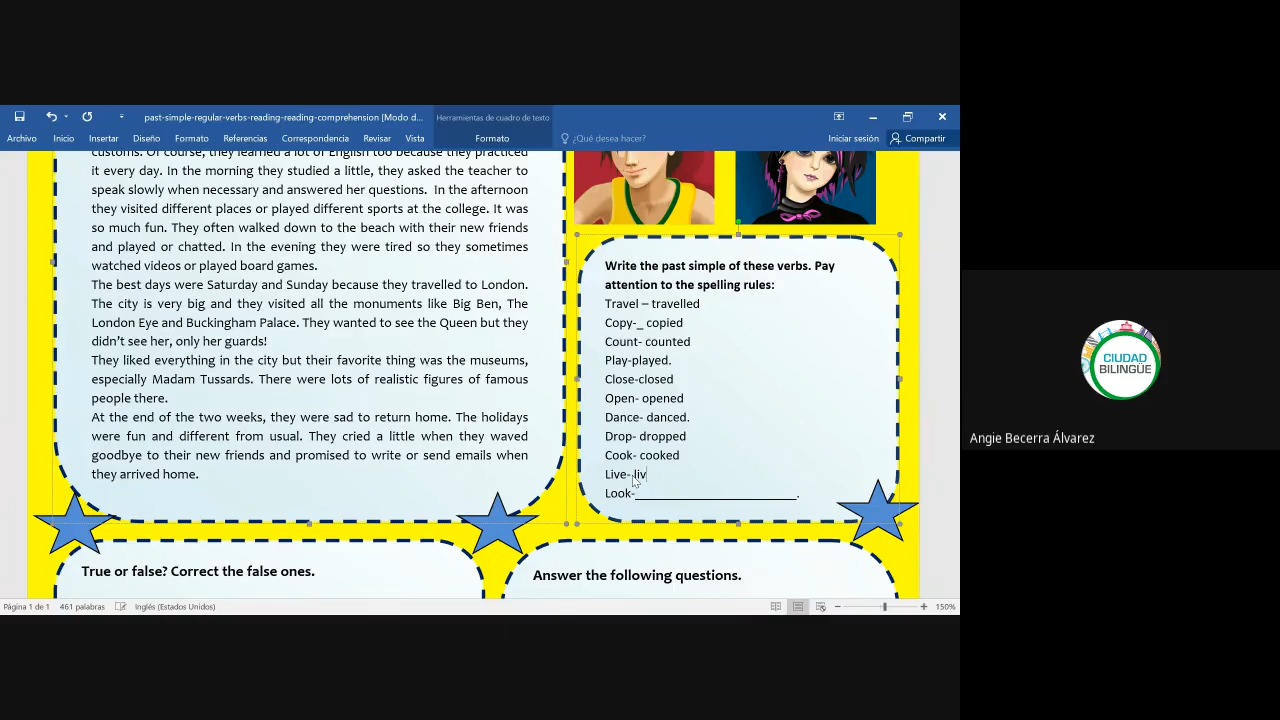 past-simple-regular-verbs-reading-reading-comprehension [Modo d...
Herramientas de cuadro de texto
Archivo Inicio Insertar Diseño Formato Referencias Correspondencia Revisar Vista Formato ¿Qué desea hacer? Iniciar sesión Compartir
customs. Of course, they learned a lot of English too because they practiced
it every day. In the morning they studied a little, they asked the teacher to
speak slowly when necessary and answered her questions. In the afternoon
they visited different places or played different sports at the college. It was
so much fun. They often walked down to the beach with their new friends
and played or chatted. In the evening they were tired so they sometimes
watched videos or played board games.
The best days were Saturday and Sunday because they travelled to London.
The city is very big and they visited all the monuments like Big Ben, The
London Eye and Buckingham Palace. They wanted to see the Queen but they
didn't see her, only her guards!
They liked everything in the city but their favorite thing was the museums,
especially Madam Tussards. There were lots of realistic figures of famous
people there.
At the end of the two weeks, they were sad to return home. The holidays
were fun and different from usual. They cried a little when they waved
goodbye to their new friends and promised to write or send emails when
they arrived home.
Write the past simple of these verbs. Pay
attention to the spelling rules:
Travel – travelled
Copy-_ copied
Count- counted
Play-played.
Close-closed
Open- opened
Dance- danced.
Drop- dropped
Cook- cooked
Live- liv
Look-__________________________.
True or false? Correct the false ones.
Answer the following questions.
Página 1 de 1 461 palabras Inglés (Estados Unidos) 150%
CIUDAD
BILINGÜE
Angie Becerra Álvarez